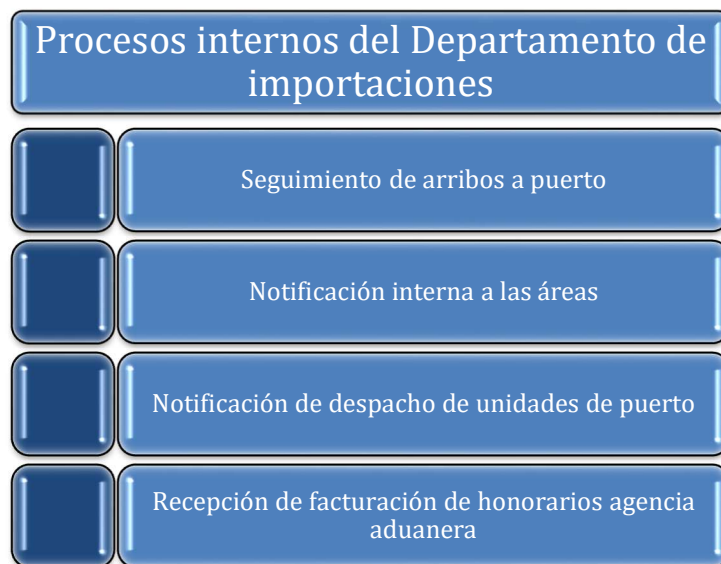 Procesos internos del Departamento de
importaciones
Seguimiento de arribos a puerto
Notificación interna a las áreas
Notificación de despacho de unidades de puerto
Recepción de facturación de honorarios agencia
aduanera